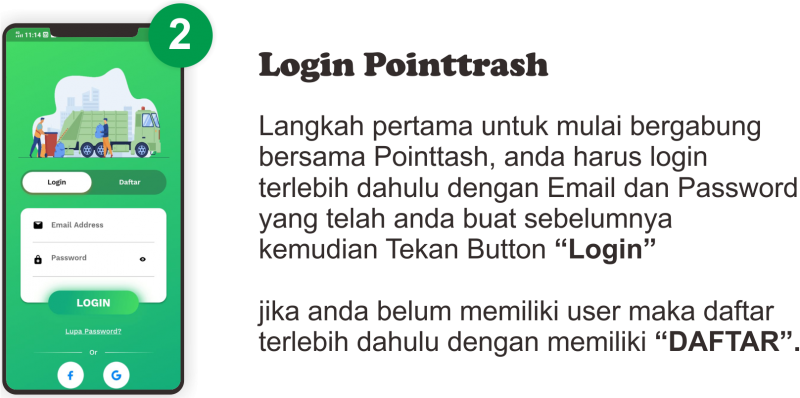 2
11:14
Login Pointtrash
Langkah pertama untuk mulai bergabung
bersama Pointtash, anda harus login
terlebih dahulu dengan Email dan Password
yang telah anda buat sebelumnya
kemudian Tekan Button “Login”
jika anda belum memiliki user maka daftar
terlebih dahulu dengan memiliki “DAFTAR”.
Login
Daftar
Email Address
Password
LOGIN
Lupa Password?
Or
f
G